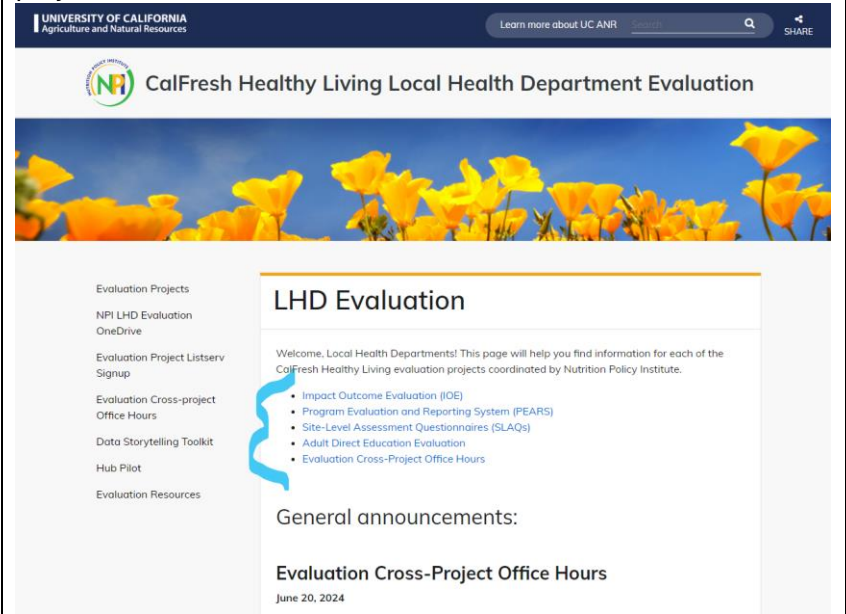 UNIVERSITY OF CALIFORNIA
Agriculture and Natural Resources
Learn more about UC ANR
Search
SHARE
NUTRITION POLICY INSTITUTE
NPI
CalFresh Healthy Living Local Health Department Evaluation
Evaluation Projects
NPI LHD Evaluation
OneDrive
Evaluation Project Listserv
Signup
Evaluation Cross-project
Office Hours
Data Storytelling Toolkit
Hub Pilot
Evaluation Resources
LHD Evaluation
Welcome, Local Health Departments! This page will help you find information for each of the
CalFresh Healthy Living evaluation projects coordinated by Nutrition Policy Institute.
• Impact Outcome Evaluation (IOE)
• Program Evaluation and Reporting System (PEARS)
• Site-Level Assessment Questionnaires (SLAQs)
• Adult Direct Education Evaluation
• Evaluation Cross-Project Office Hours
General announcements:
Evaluation Cross-Project Office Hours
June 20, 2024